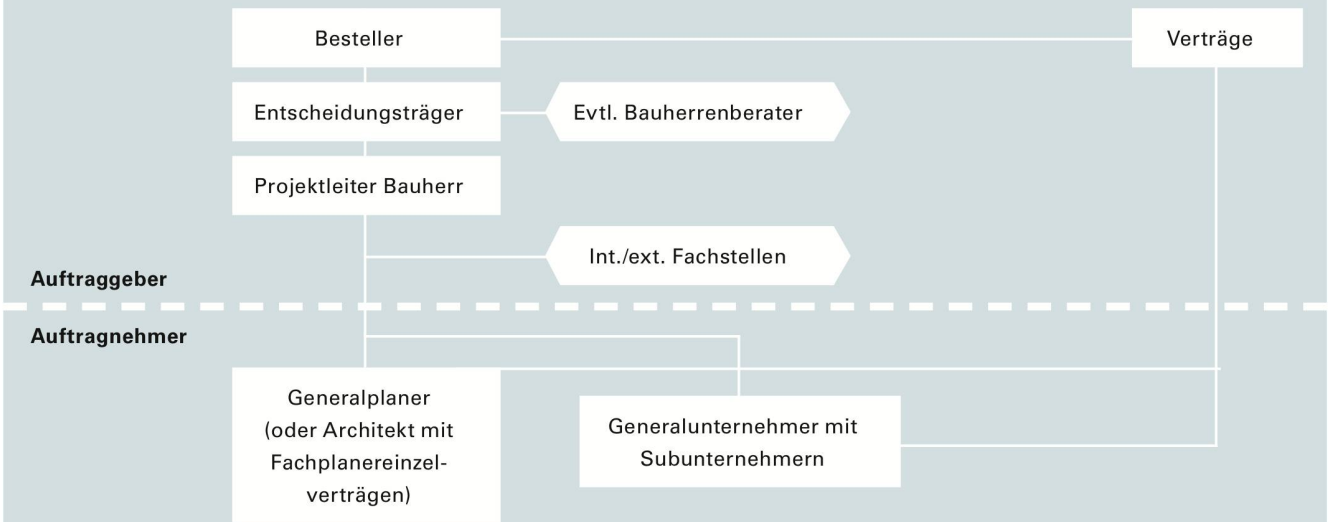 Besteller
Verträge
Entscheidungsträger
Evtl. Bauherrenberater
Projektleiter Bauherr
Int./ext. Fachstellen
Auftraggeber
Auftragnehmer
Generalplaner
(oder Architekt mit
Fachplanereinzel-
verträgen)
Generalunternehmer mit
Subunternehmern